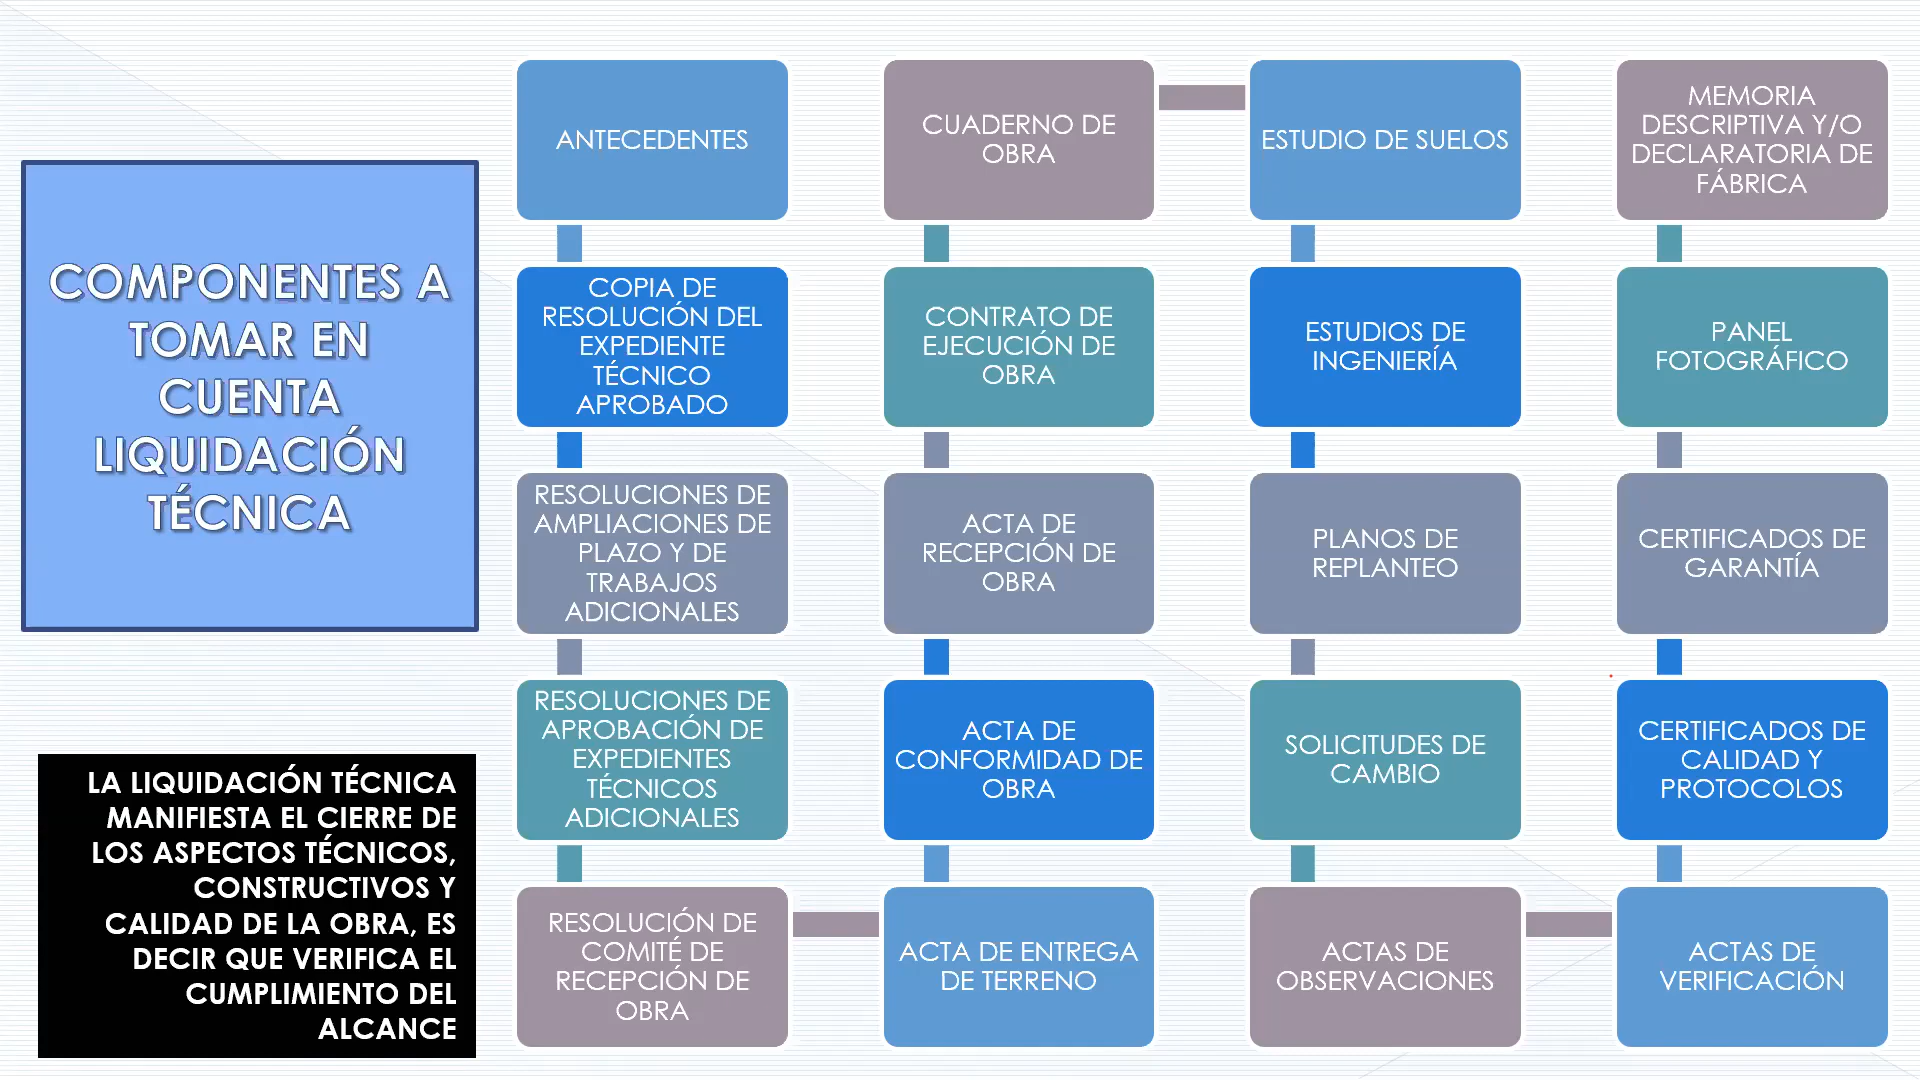 COMPONENTES A
TOMAR EN
CUENTA
LIQUIDACIÓN
TÉCNICA
LA LIQUIDACIÓN TÉCNICA
MANIFIESTA EL CIERRE DE
LOS ASPECTOS TÉCNICOS,
CONSTRUCTIVOS Y
CALIDAD DE LA OBRA, ES
DECIR QUE VERIFICA EL
CUMPLIMIENTO DEL
ALCANCE
ANTECEDENTES
COPIA DE
RESOLUCIÓN DEL
EXPEDIENTE
TÉCNICO
APROBADO
RESOLUCIONES DE
AMPLIACIONES DE
PLAZO Y DE
TRABAJOS
ADICIONALES
RESOLUCIONES DE
APROBACIÓN DE
EXPEDIENTES
TÉCNICOS
ADICIONALES
RESOLUCIÓN DE
COMITÉ DE
RECEPCIÓN DE
OBRA
ACTA DE ENTREGA
DE TERRENO
ACTA DE
CONFORMIDAD DE
OBRA
ACTA DE
RECEPCIÓN DE
OBRA
CONTRATO DE
EJECUCIÓN DE
OBRA
CUADERNO DE
OBRA
ESTUDIO DE SUELOS
ESTUDIOS DE
INGENIERÍA
PLANOS DE
REPLANTEO
SOLICITUDES DE
CAMBIO
ACTAS DE
OBSERVACIONES
ACTAS DE
VERIFICACIÓN
CERTIFICADOS DE
CALIDAD Y
PROTOCOLOS
CERTIFICADOS DE
GARANTÍA
PANEL
FOTOGRÁFICO
MEMORIA
DESCRIPTIVA Y/O
DECLARATORIA DE
FÁBRICA